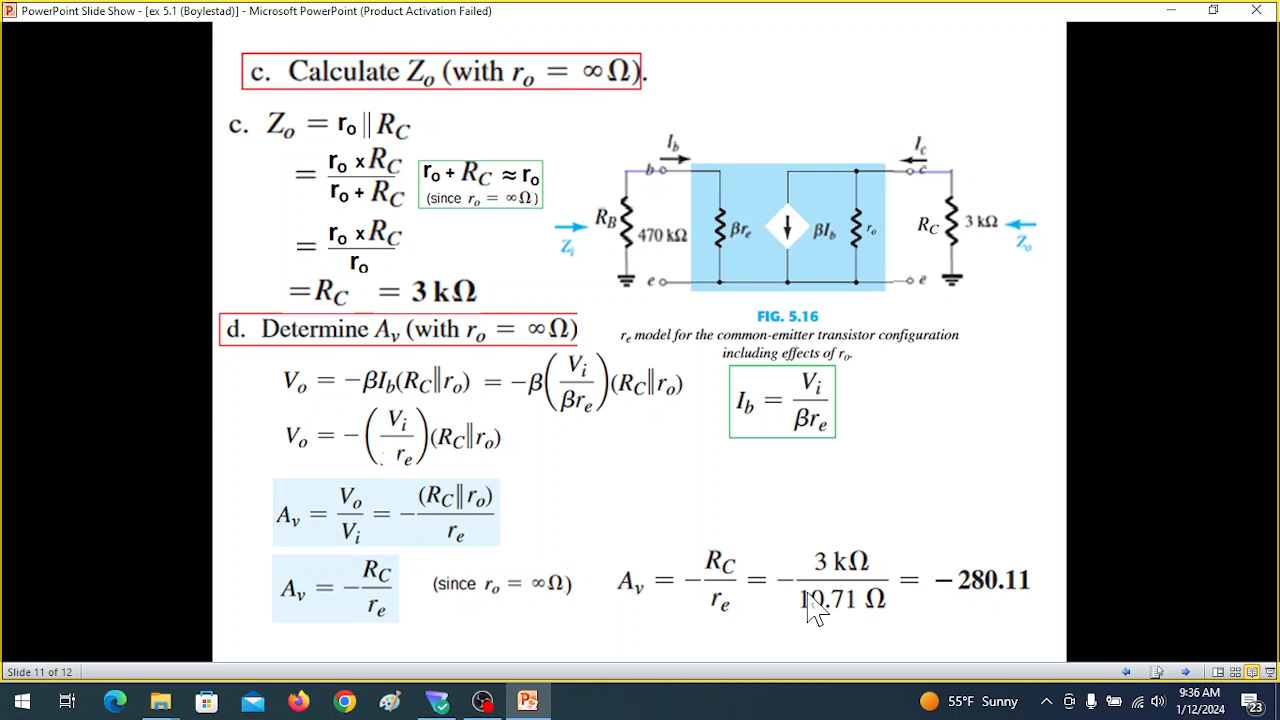 PowerPoint Slide Show - [ex 5.1 (Boylestad)] - Microsoft PowerPoint (Product Activation Failed)
c. Calculate Zo (with ro = ∞Ω).
c. Zo = ro ∥ RC
= ro x RC / ro + RC
ro + RC ≈ ro
(since ro = ∞Ω)
= ro x RC / ro
=RC = 3 kΩ
Ib
b
RB
470 kΩ
Zi
e
βre
βIb
ro
Ic
c
RC
3 kΩ
Zo
e
FIG. 5.16
re model for the common-emitter transistor configuration
including effects of ro.
d. Determine Av (with ro = ∞Ω)
Vo = −βIb(RC∥ro) = −β(Vi / βre)(RC∥ro)
Ib = Vi / βre
Vo = −(Vi / re)(RC∥ro)
Av = Vo / Vi = −(RC∥ro) / re
Av = −RC / re (since ro = ∞Ω)
Av = −RC / re = −3 kΩ / 10.71 Ω = −280.11
Slide 11 of 12
55°F Sunny
9:36 AM
1/12/2024
23